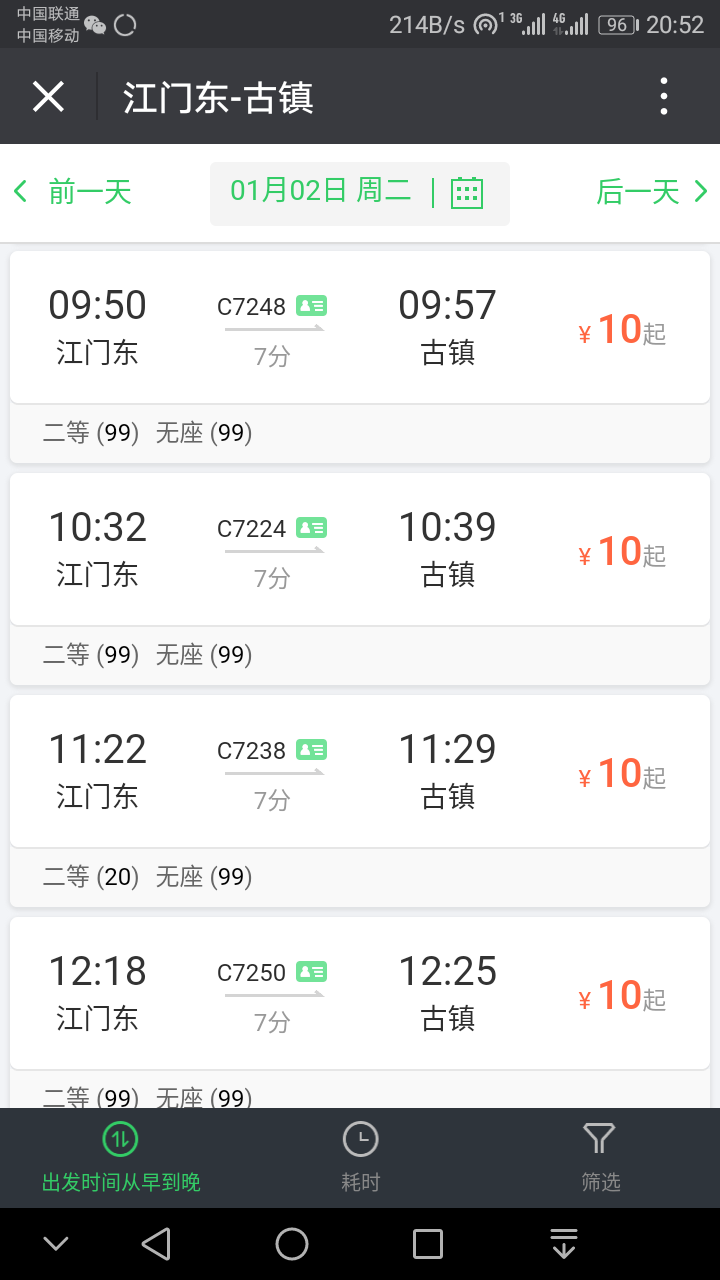 中国联通
中国移动
214B/s 1 3G 4G 96 20:52
江门东-古镇
前一天 01月02日 周二 后一天
09:50 C7248 09:57
江门东 7分 古镇 ¥10起
二等 (99) 无座 (99)
10:32 C7224 10:39
江门东 7分 古镇 ¥10起
二等 (99) 无座 (99)
11:22 C7238 11:29
江门东 7分 古镇 ¥10起
二等 (20) 无座 (99)
12:18 C7250 12:25
江门东 7分 古镇 ¥10起
二等 (99) 无座 (99)
出发时间从早到晚 耗时 筛选